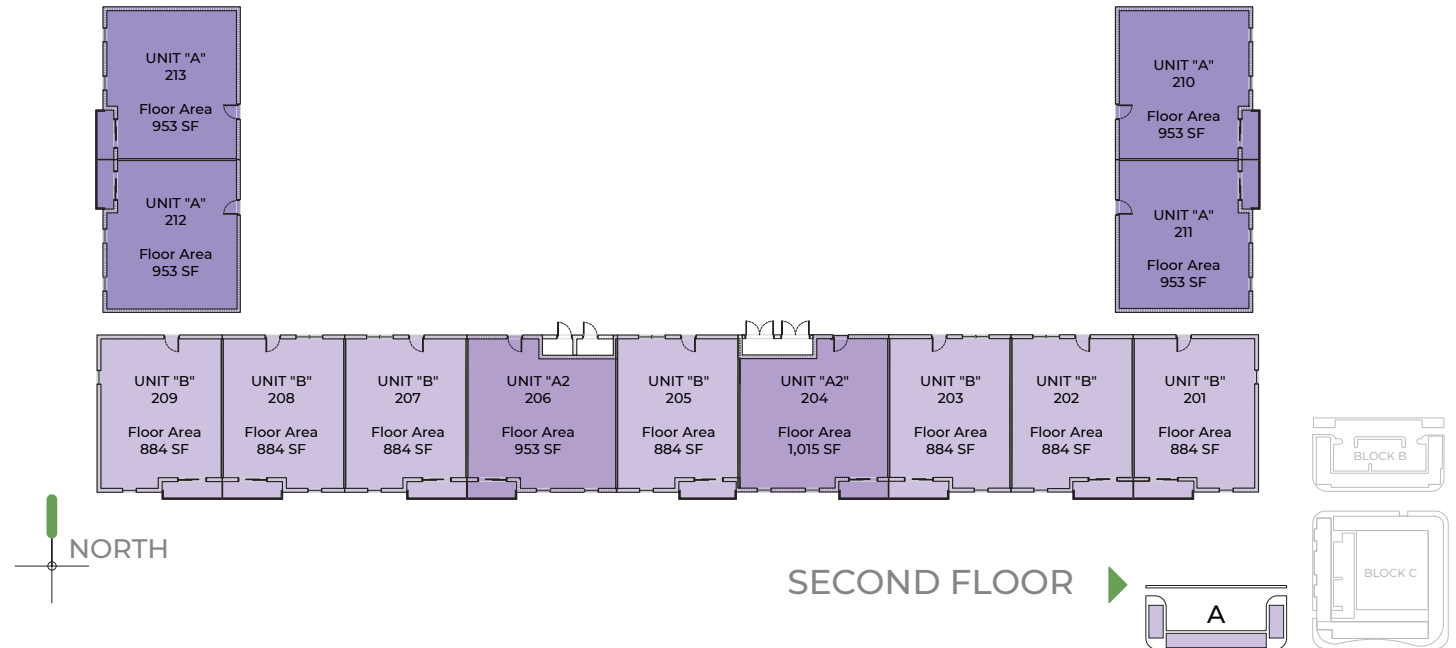 UNIT "A"
213
Floor Area
953 SF
UNIT "A"
210
Floor Area
953 SF
UNIT "A"
212
Floor Area
953 SF
UNIT "A"
211
Floor Area
953 SF
UNIT "B"
209
Floor Area
884 SF
UNIT "B"
208
Floor Area
884 SF
UNIT "B"
207
Floor Area
884 SF
UNIT "A2
206
Floor Area
953 SF
UNIT "B"
205
Floor Area
884 SF
UNIT "A2"
204
Floor Area
1,015 SF
UNIT "B"
203
Floor Area
884 SF
UNIT "B"
202
Floor Area
884 SF
UNIT "B"
201
Floor Area
884 SF
NORTH
SECOND FLOOR
A
BLOCK B
BLOCK C